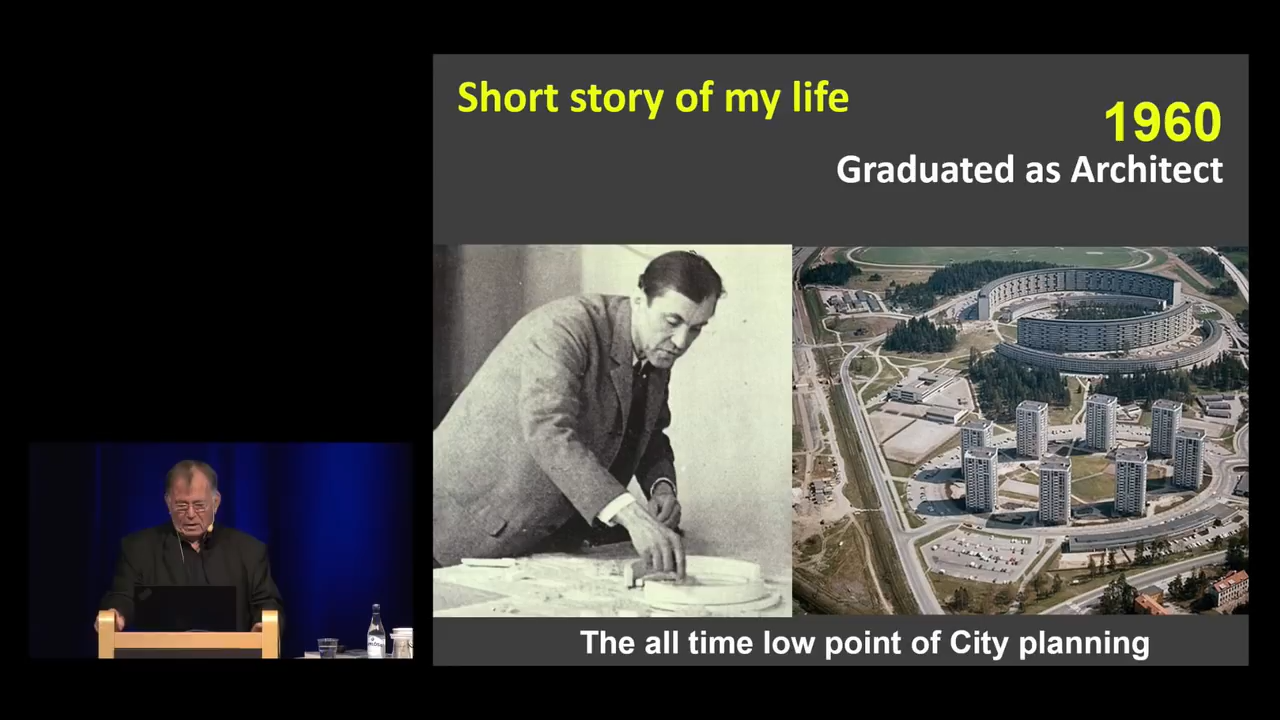 Short story of my life
1960
Graduated as Architect
The all time low point of City planning